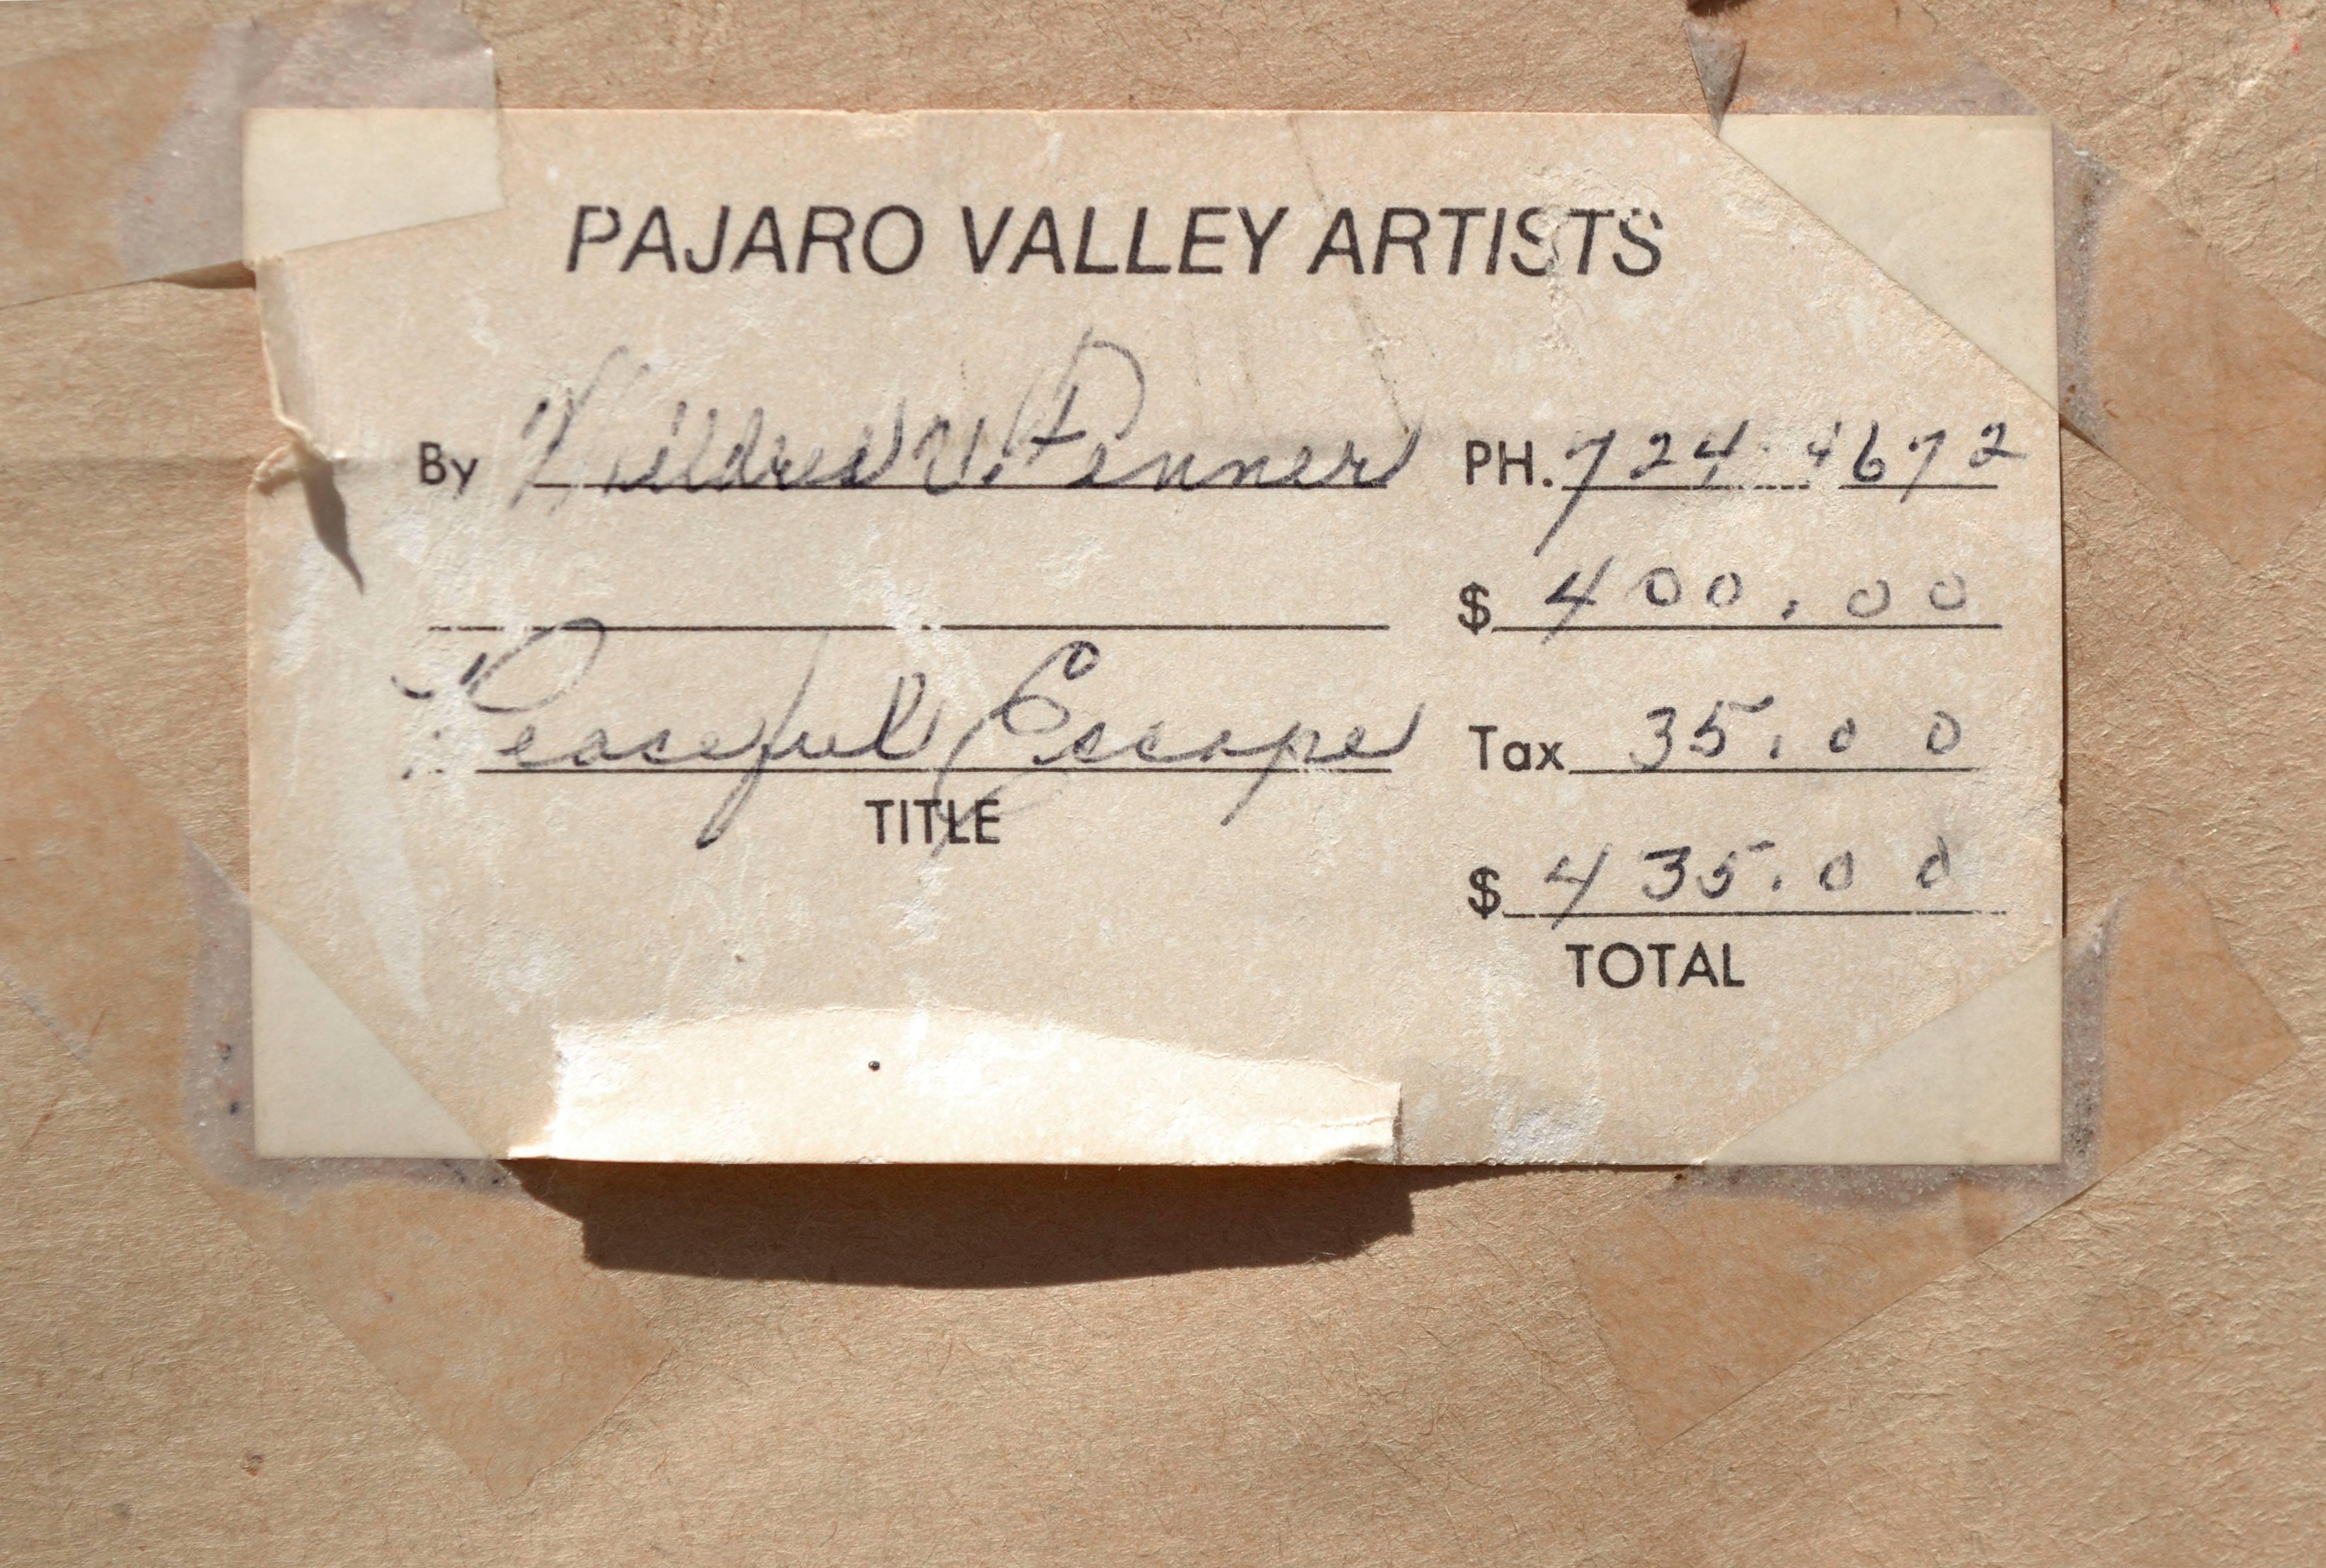 PAJARO VALLEY ARTISTS
By Mildred V. Penner PH. 724-4672
$ 400.00
Peaceful Escape Tax 35.00
TITLE
$ 435.00
TOTAL